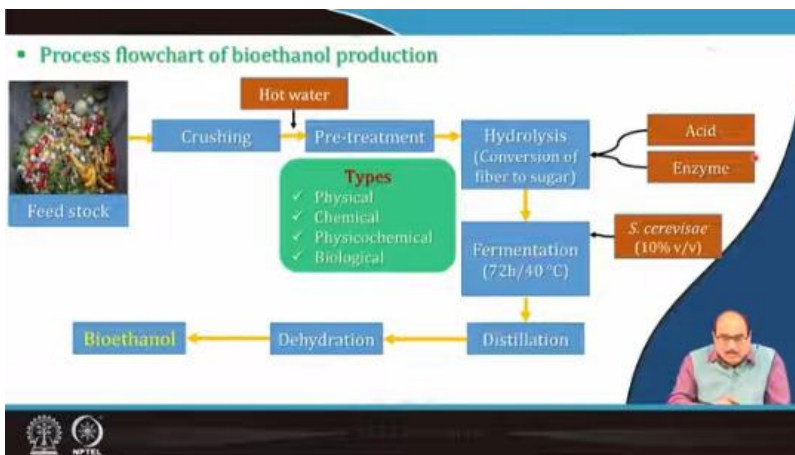 ▪ Process flowchart of bioethanol production
Hot water
Feed stock
Crushing
Pre-treatment
Hydrolysis
(Conversion of
fiber to sugar)
Acid
Enzyme
Types
✓ Physical
✓ Chemical
✓ Physicochemical
✓ Biological
S. cerevisae
(10% v/v)
Fermentation
(72h/40 °C)
Bioethanol
Dehydration
Distillation
NPTEL